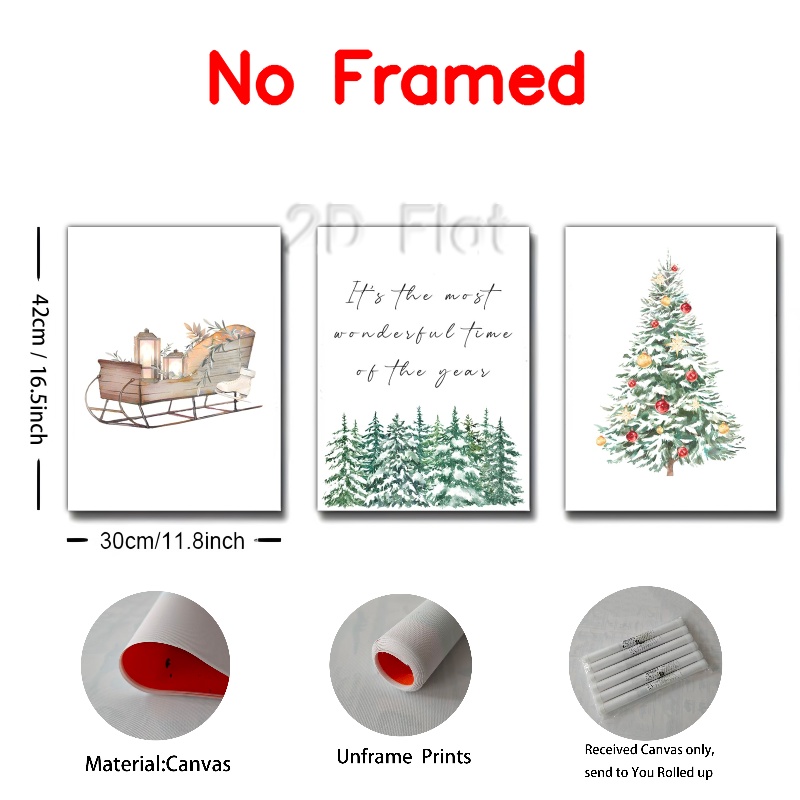 No Framed
2D Flat
42cm / 16.5inch
It's the most
wonderful time
of the year
30cm/11.8inch
Material:Canvas
Unframe Prints
Received Canvas only,
send to You Rolled up